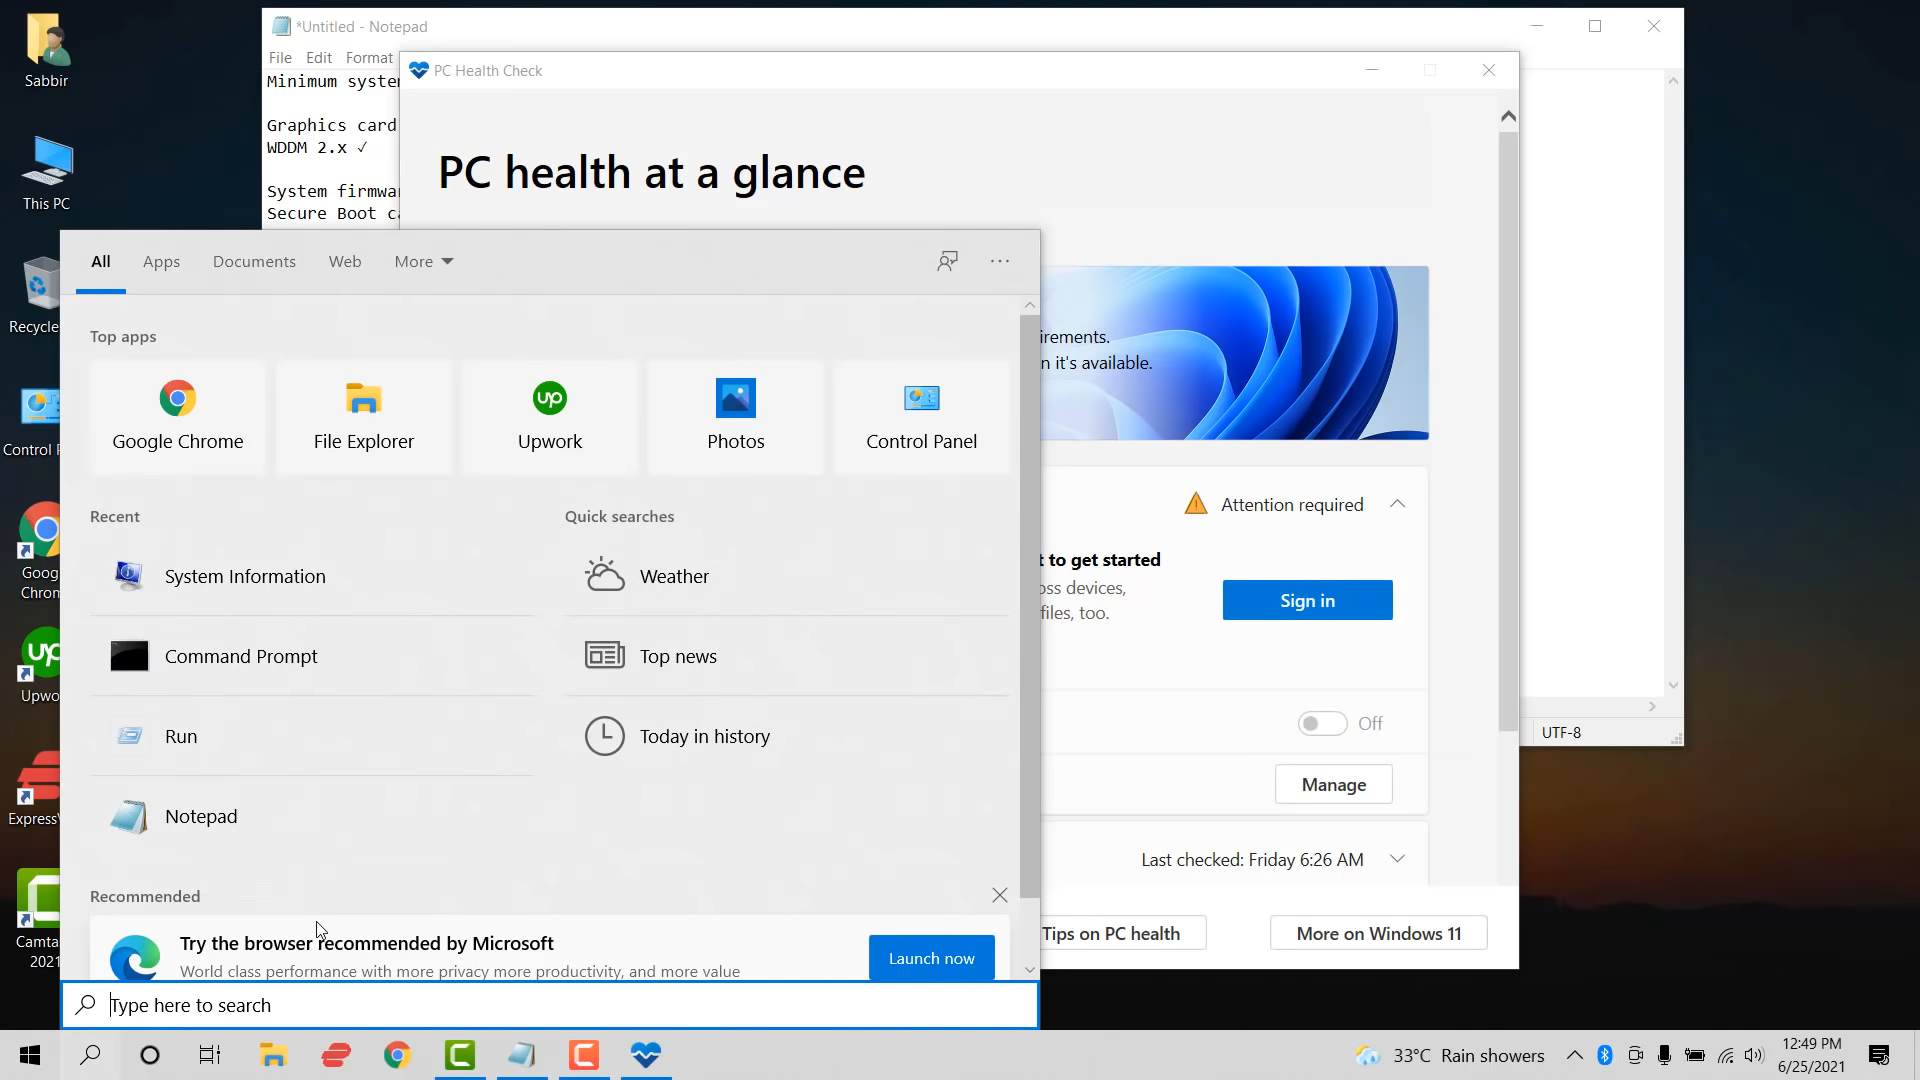 Sabbir
This PC
Recycle
Control P
Goog
Chrom
Upwo
ExpressV
Camta
2021
*Untitled - Notepad
File Edit Format
Minimum system
Graphics card
WDDM 2.x ✓
System firmwa
Secure Boot ca
UTF-8
PC Health Check
PC health at a glance
irements.
n it's available.
Attention required
t to get started
oss devices,
files, too.
Sign in
Off
Manage
Last checked: Friday 6:26 AM
Tips on PC health
More on Windows 11
All Apps Documents Web More
Top apps
Google Chrome
File Explorer
Upwork
Photos
Control Panel
Recent
System Information
Command Prompt
Run
Notepad
Quick searches
Weather
Top news
Today in history
Recommended
Try the browser recommended by Microsoft
World class performance with more privacy more productivity, and more value
Launch now
Type here to search
33°C Rain showers
12:49 PM
6/25/2021